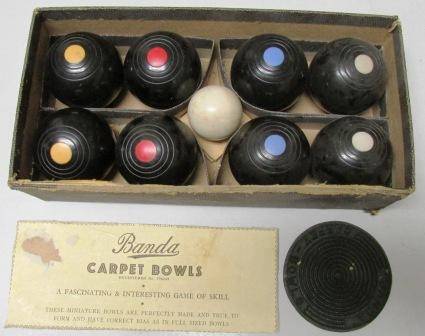 Banda
CARPET BOWLS
A FASCINATING & INTERESTING GAME OF SKILL
THESE MINIATURE BOWLS ARE PERFECTLY MADE AND TRUE TO
FORM AND HAVE CORRECT BIAS AS IN FULL SIZED BOWLS